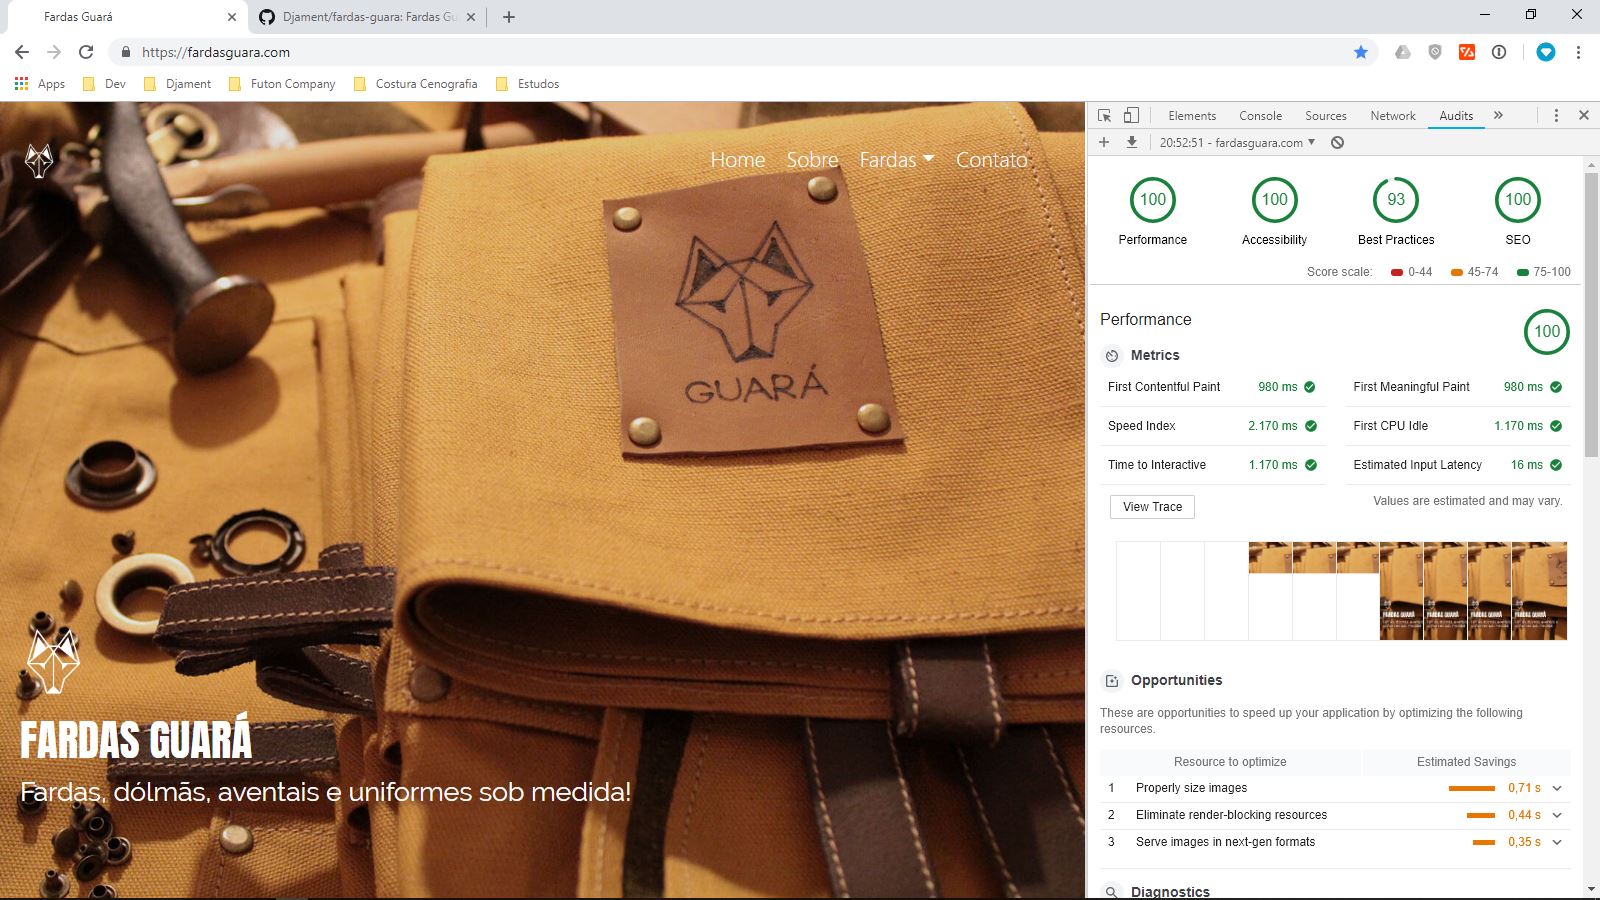 Fardas Guará
Djament/fardas-guara: Fardas Gu
https://fardasguara.com
Apps
Dev
Djament
Futon Company
Costura Cenografia
Estudos
Home
Sobre
Fardas
Contato
GUARÁ
FARDAS GUARÁ
Fardas, dólmãs, aventais e uniformes sob medida!
Elements
Console
Sources
Network
Audits
20:52:51 - fardasguara.com
100
100
93
100
Performance
Accessibility
Best Practices
SEO
Score scale:
0-44
45-74
75-100
Performance
100
Metrics
First Contentful Paint
980 ms
First Meaningful Paint
980 ms
Speed Index
2.170 ms
First CPU Idle
1.170 ms
Time to Interactive
1.170 ms
Estimated Input Latency
16 ms
View Trace
Values are estimated and may vary.
Opportunities
These are opportunities to speed up your application by optimizing the following
resources.
Resource to optimize
Estimated Savings
1 Properly size images 0,71 s
2 Eliminate render-blocking resources 0,44 s
3 Serve images in next-gen formats 0,35 s
Diagnostics